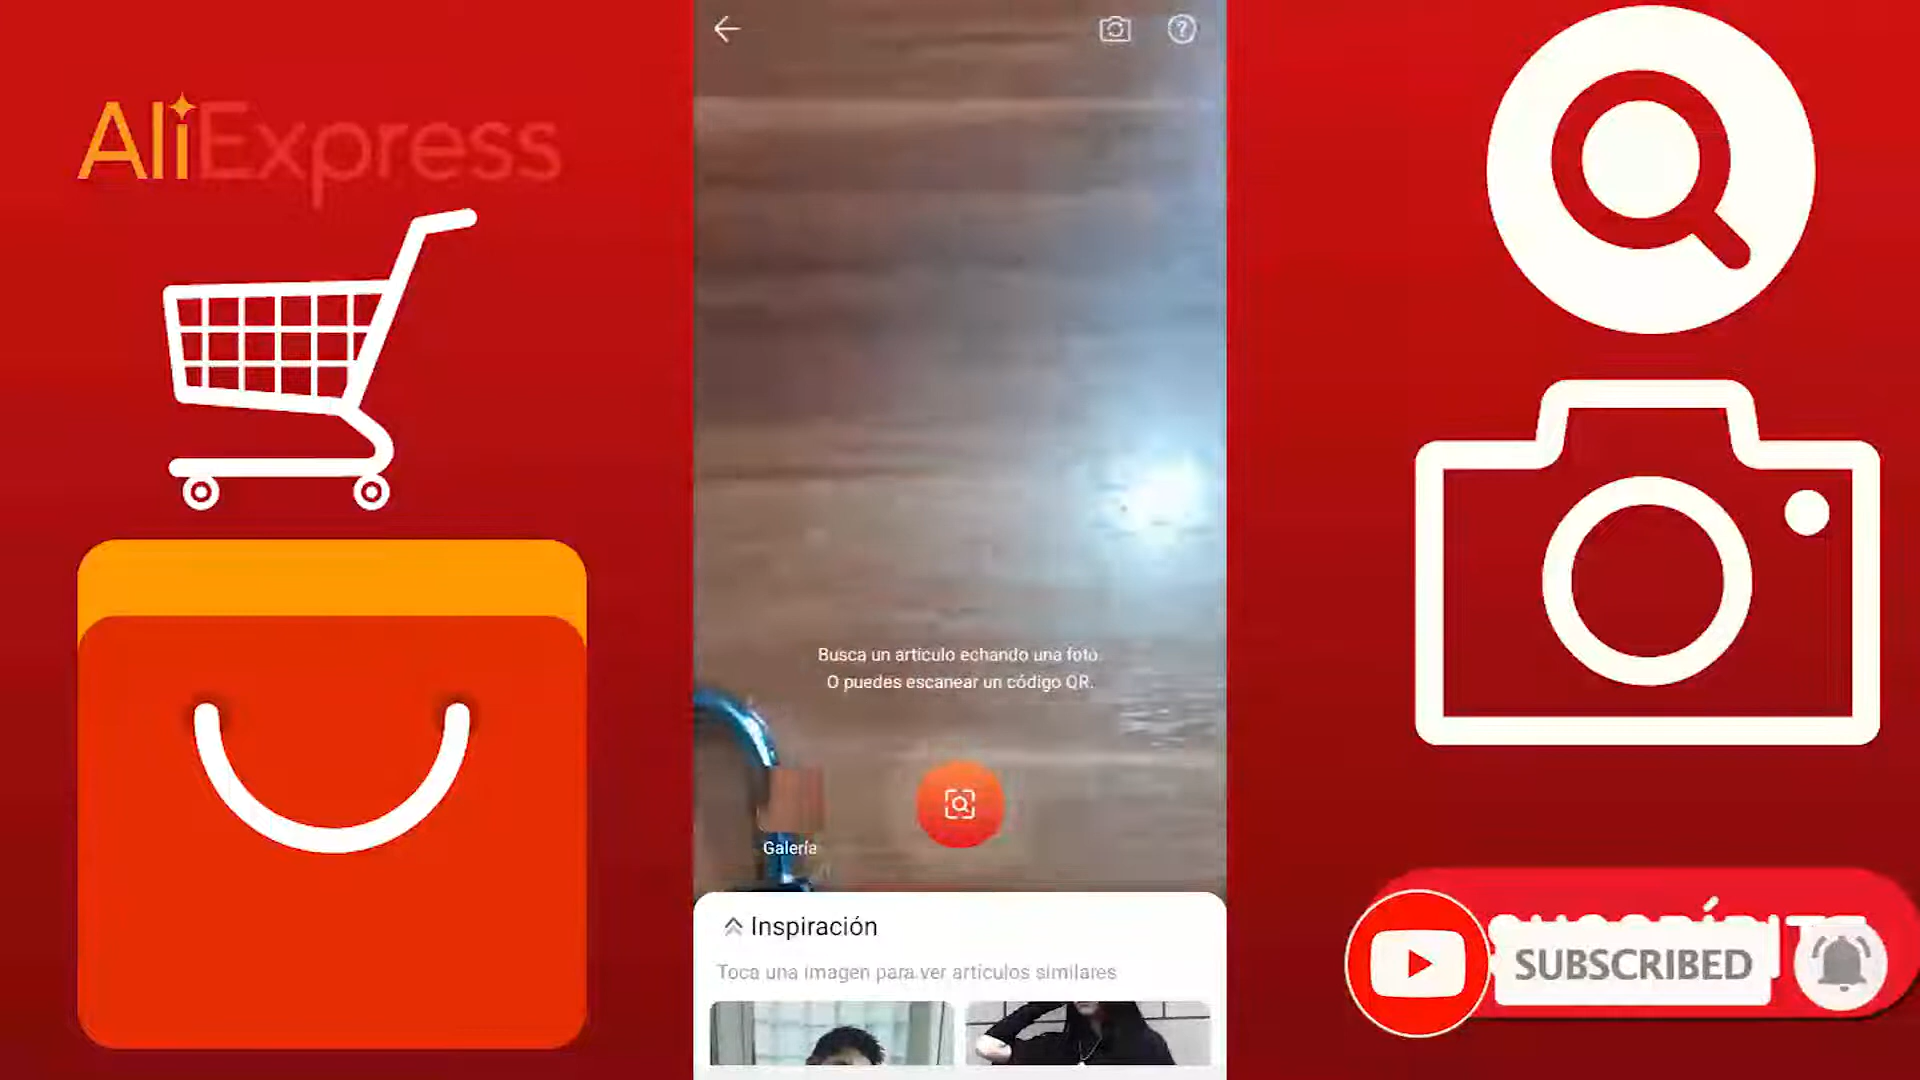 AliExpress
Busca un artículo echando una foto.
O puedes escanear un código QR.
Galería
Inspiración
Toca una imagen para ver artículos similares
SUBSCRIBED